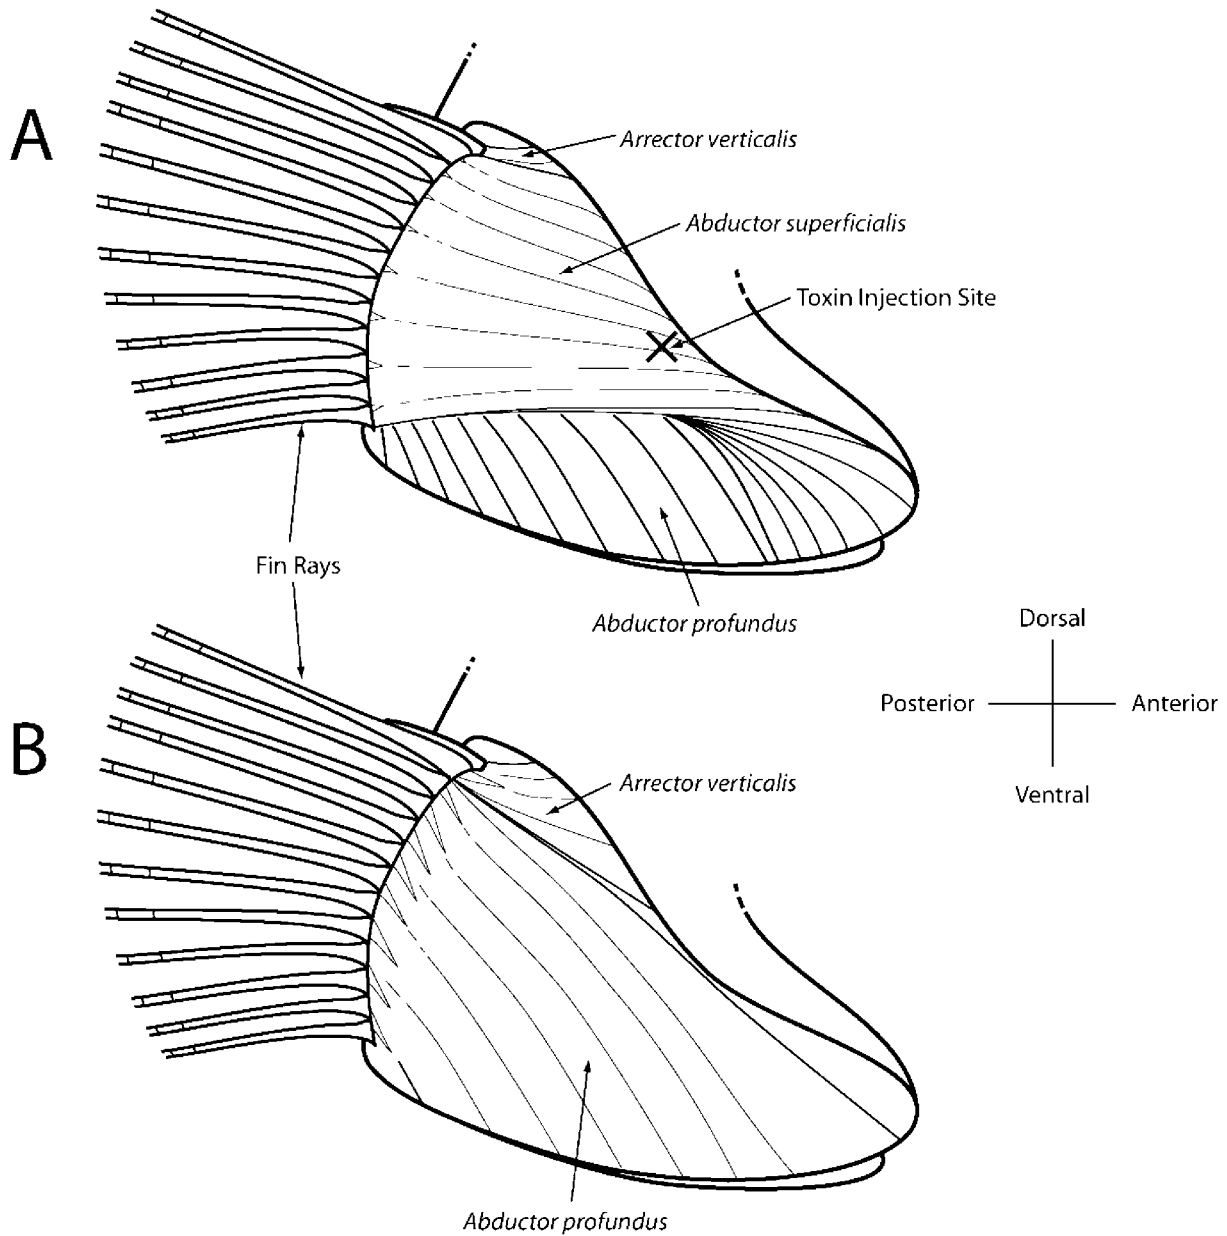 A
Arrector verticalis
Abductor superficialis
Toxin Injection Site
Fin Rays
Abductor profundus
Dorsal
Posterior
Anterior
Ventral
B
Arrector verticalis
Abductor profundus